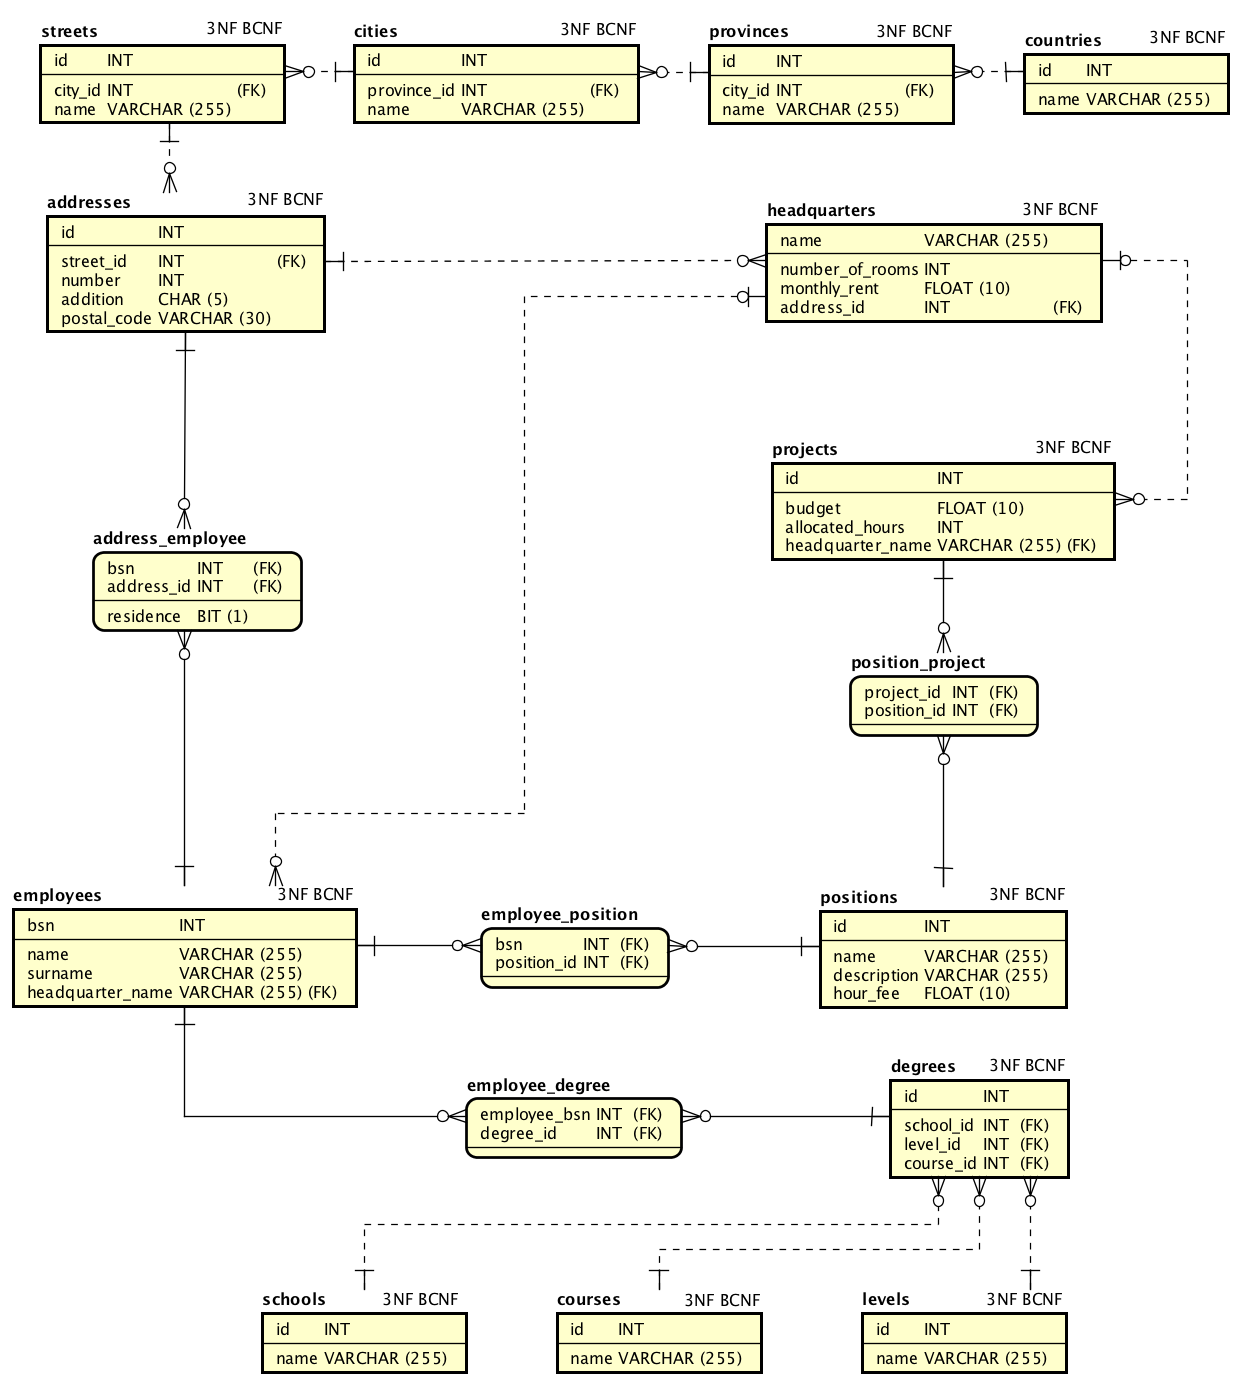 streets 3NF BCNF
id INT
city_id INT (FK)
name VARCHAR (255)
cities 3NF BCNF
id INT
province_id INT (FK)
name VARCHAR (255)
provinces 3NF BCNF
id INT
city_id INT (FK)
name VARCHAR (255)
countries 3NF BCNF
id INT
name VARCHAR (255)
addresses 3NF BCNF
id INT
street_id INT (FK)
number INT
addition CHAR (5)
postal_code VARCHAR (30)
headquarters 3NF BCNF
name VARCHAR (255)
number_of_rooms INT
monthly_rent FLOAT (10)
address_id INT (FK)
projects 3NF BCNF
id INT
budget FLOAT (10)
allocated_hours INT
headquarter_name VARCHAR (255) (FK)
address_employee
bsn INT (FK)
address_id INT (FK)
residence BIT (1)
position_project
project_id INT (FK)
position_id INT (FK)
employees 3NF BCNF
bsn INT
name VARCHAR (255)
surname VARCHAR (255)
headquarter_name VARCHAR (255) (FK)
employee_position
bsn INT (FK)
position_id INT (FK)
positions 3NF BCNF
id INT
name VARCHAR (255)
description VARCHAR (255)
hour_fee FLOAT (10)
employee_degree
employee_bsn INT (FK)
degree_id INT (FK)
degrees 3NF BCNF
id INT
school_id INT (FK)
level_id INT (FK)
course_id INT (FK)
schools 3NF BCNF
id INT
name VARCHAR (255)
courses 3NF BCNF
id INT
name VARCHAR (255)
levels 3NF BCNF
id INT
name VARCHAR (255)